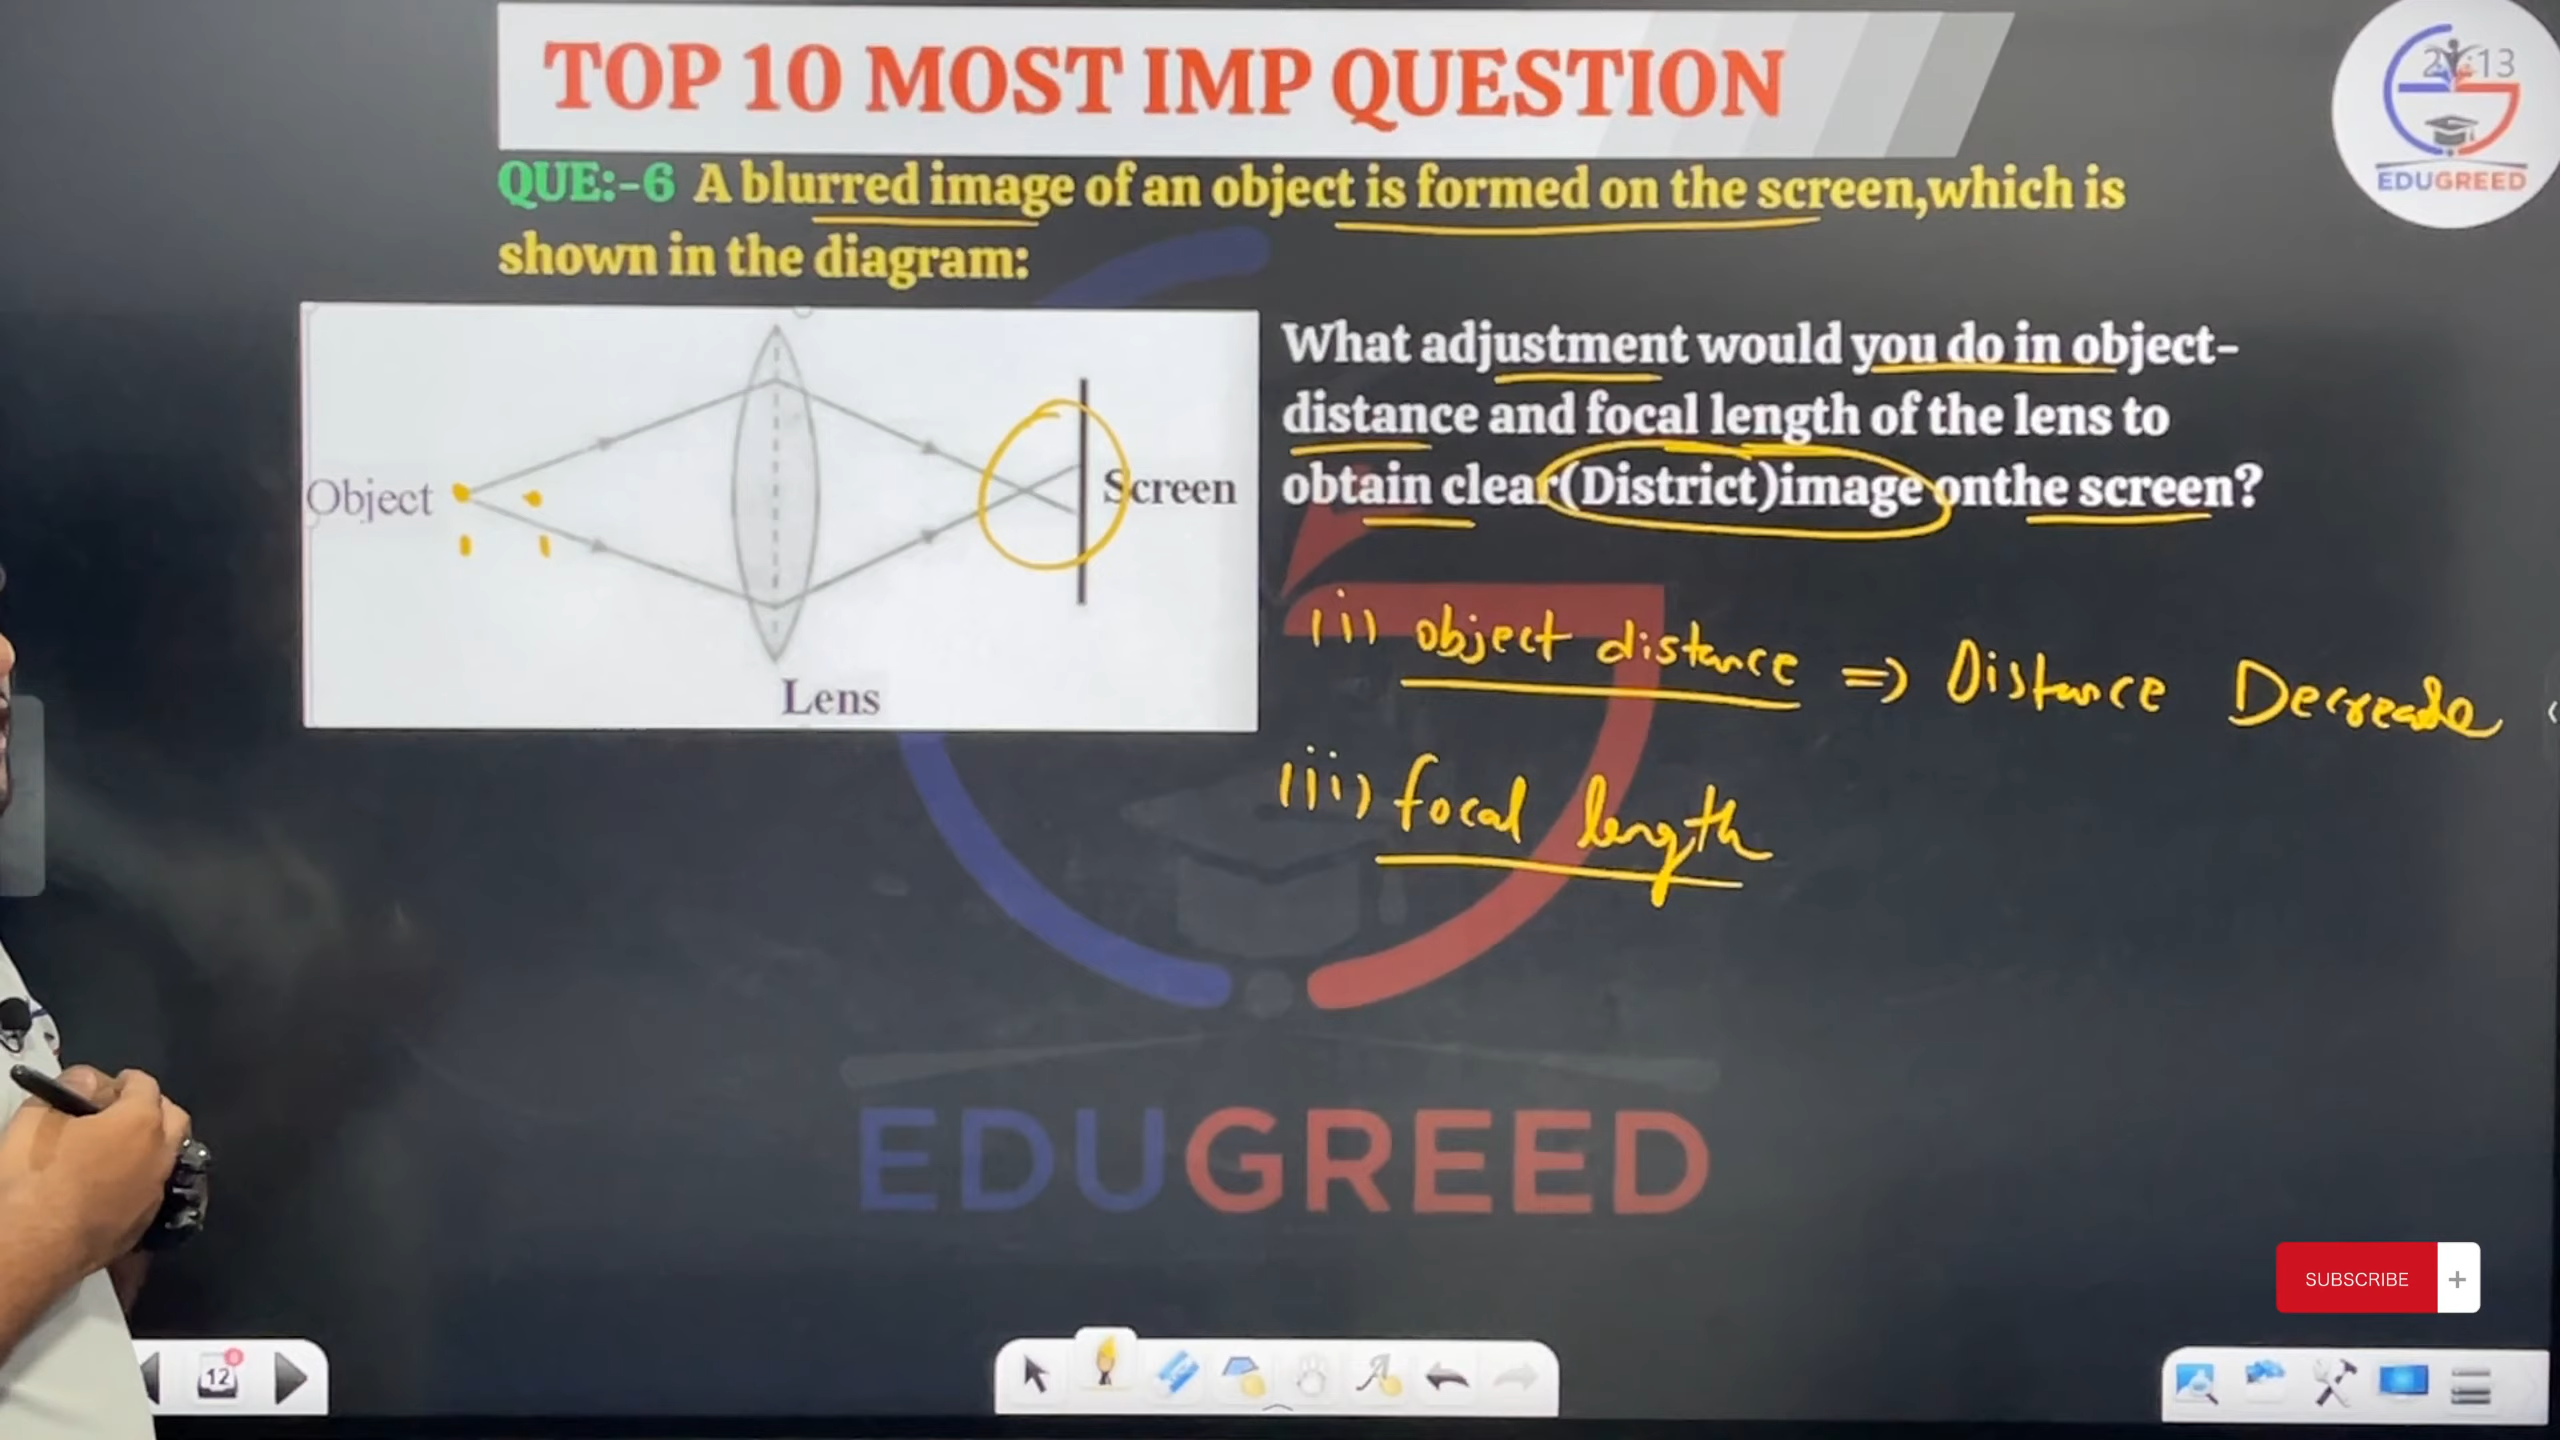 TOP 10 MOST IMP QUESTION
EDUGREED
QUE:-6 A blurred image of an object is formed on the screen,which is
shown in the diagram:
Object
Screen
Lens
What adjustment would you do in object-
distance and focal length of the lens to
obtain clear(District)image onthe screen?
(i) object distance => Distance Decrease
(ii) focal length
EDUGREED
SUBSCRIBE +
12